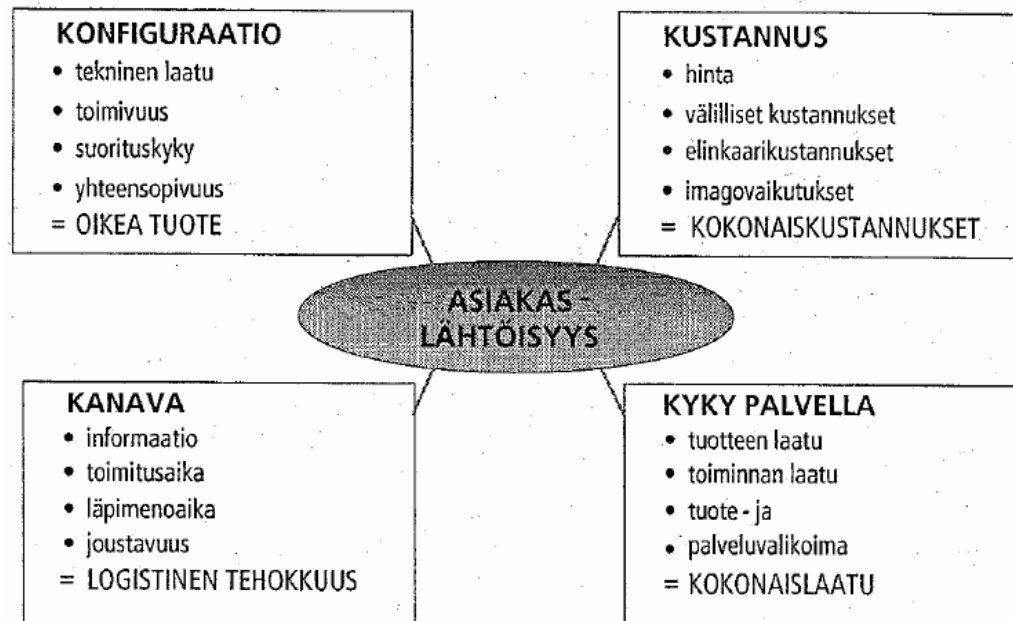 KONFIGURAATIO
• tekninen laatu
• toimivuus
• suorituskyky
• yhteensopivuus
= OIKEA TUOTE
KUSTANNUS
• hinta
• välilliset kustannukset
• elinkaarikustannukset
• imagovaikutukset
= KOKONAISKUSTANNUKSET
ASIAKAS -
LÄHTÖISYYS
KANAVA
• informaatio
• toimitusaika
• läpimenoaika
• joustavuus
= LOGISTINEN TEHOKKUUS
KYKY PALVELLA
• tuotteen laatu
• toiminnan laatu
• tuote - ja
• palveluvalikoima
= KOKONAISLAATU